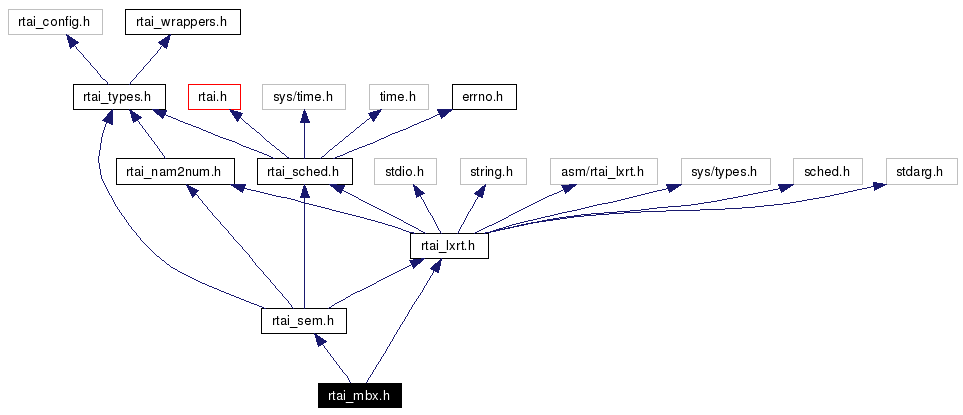 rtai_config.h
rtai_wrappers.h
rtai_types.h
rtai.h
sys/time.h
time.h
errno.h
rtai_nam2num.h
rtai_sched.h
stdio.h
string.h
asm/rtai_lxrt.h
sys/types.h
sched.h
stdarg.h
rtai_lxrt.h
rtai_sem.h
rtai_mbx.h